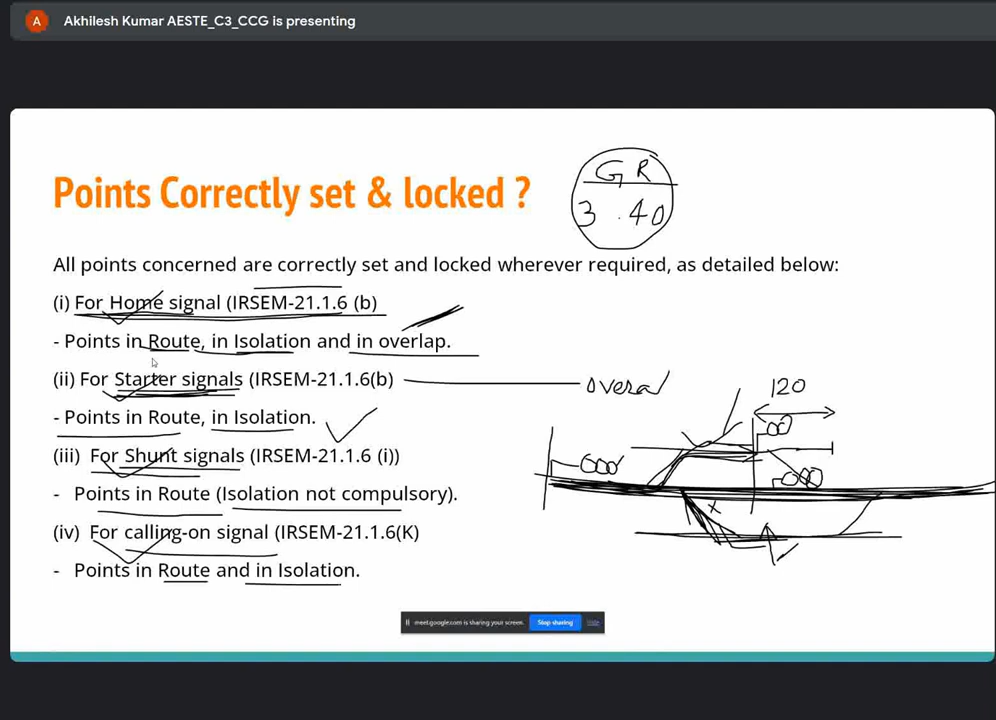 A Akhilesh Kumar AESTE_C3_CCG is presenting
Points Correctly set & locked ?
G R
3.40
All points concerned are correctly set and locked wherever required, as detailed below:
(i) For Home signal (IRSEM-21.1.6 (b)
- Points in Route, in Isolation and in overlap.
(ii) For Starter signals (IRSEM-21.1.6(b)
overal
120
- Points in Route, in Isolation.
(iii) For Shunt signals (IRSEM-21.1.6 (i))
- Points in Route (Isolation not compulsory).
(iv) For calling-on signal (IRSEM-21.1.6(K)
- Points in Route and in Isolation.
meet.google.com is sharing your screen. Stop sharing Hide